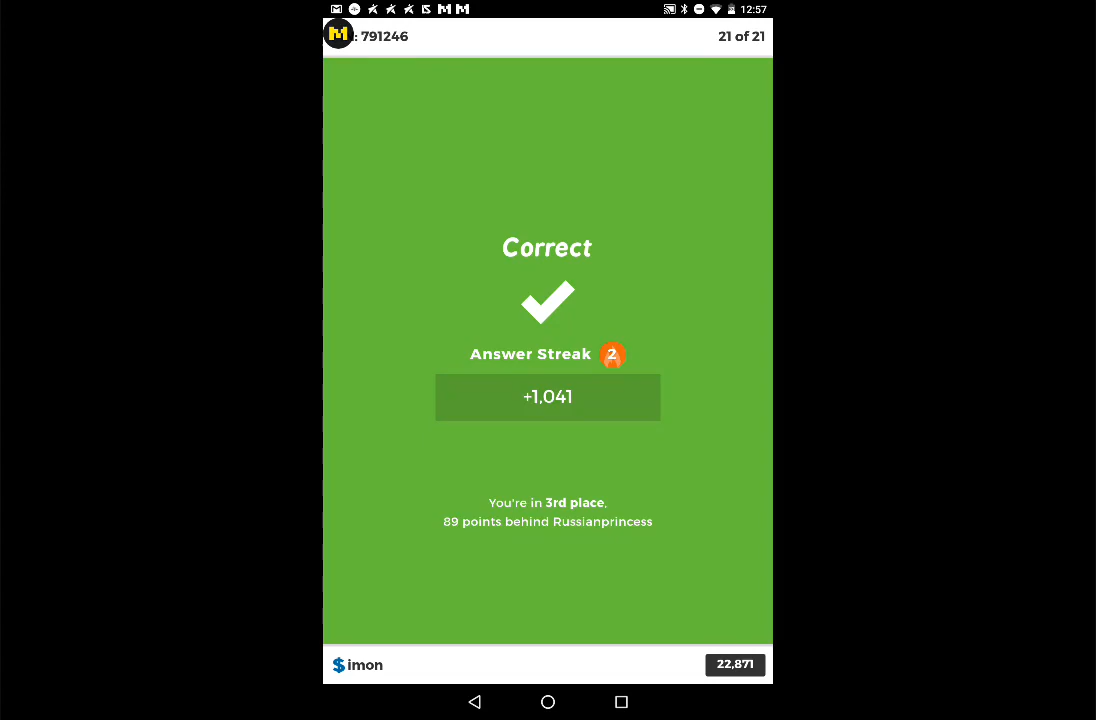 12:57
: 791246
21 of 21
Correct
Answer Streak 2
+1,041
You're in 3rd place,
89 points behind Russianprincess
$imon
22,871